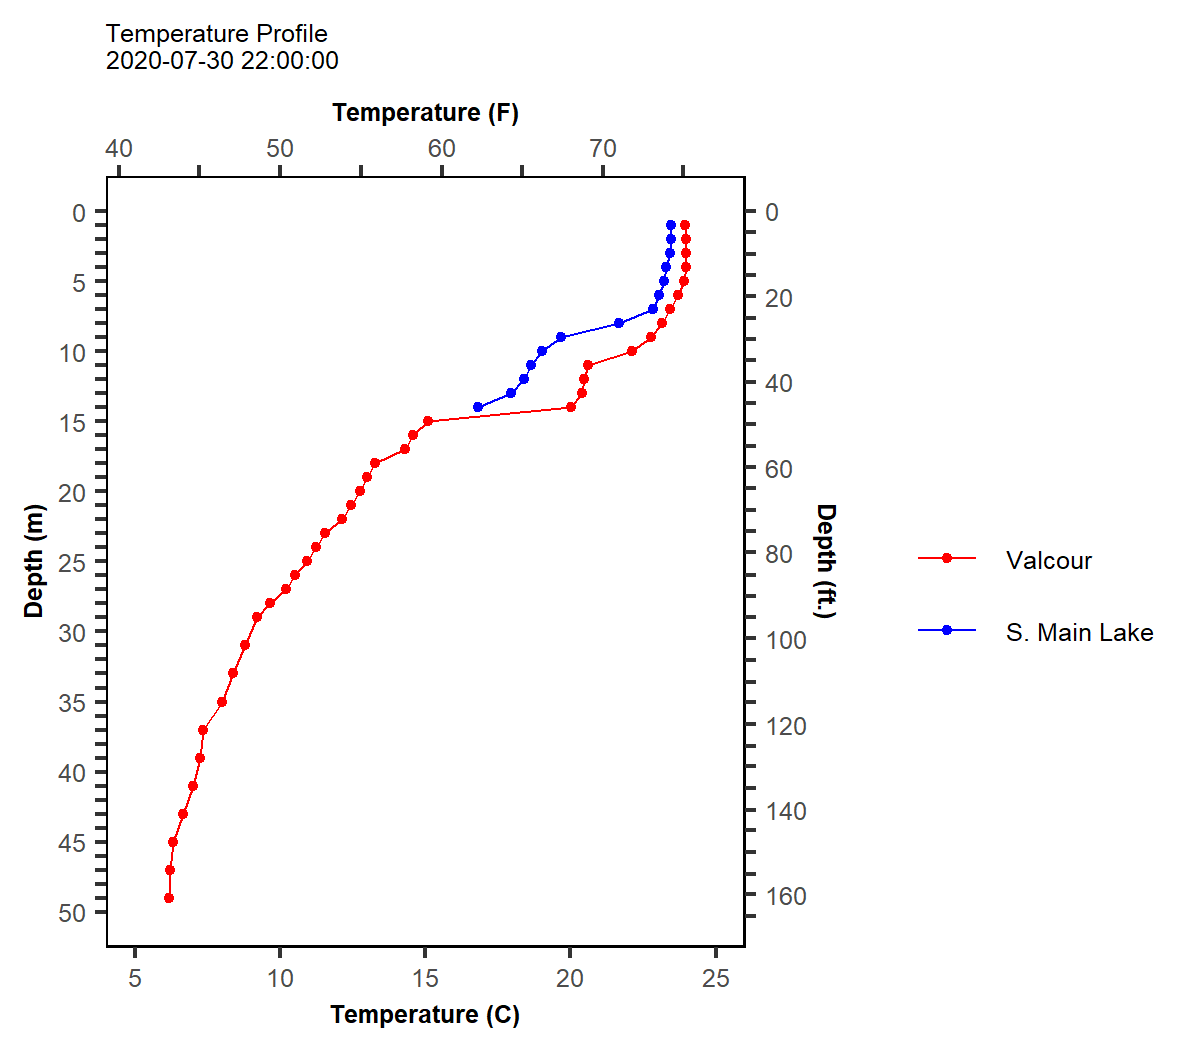 Temperature Profile
2020-07-30 22:00:00
Temperature (F)
40 50 60 70
0
5
10
15
20
25
30
35
40
45
50
Depth (m)
0
20
40
60
80
100
120
140
160
Depth (ft.)
Valcour
S. Main Lake
5 10 15 20 25
Temperature (C)